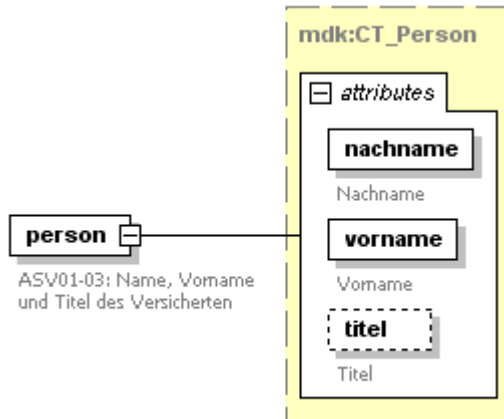 mdk:CT_Person
attributes
nachname
Nachname
person
vorname
ASV01-03: Name, Vorname
und Titel des Versicherten
Vorname
titel
Titel